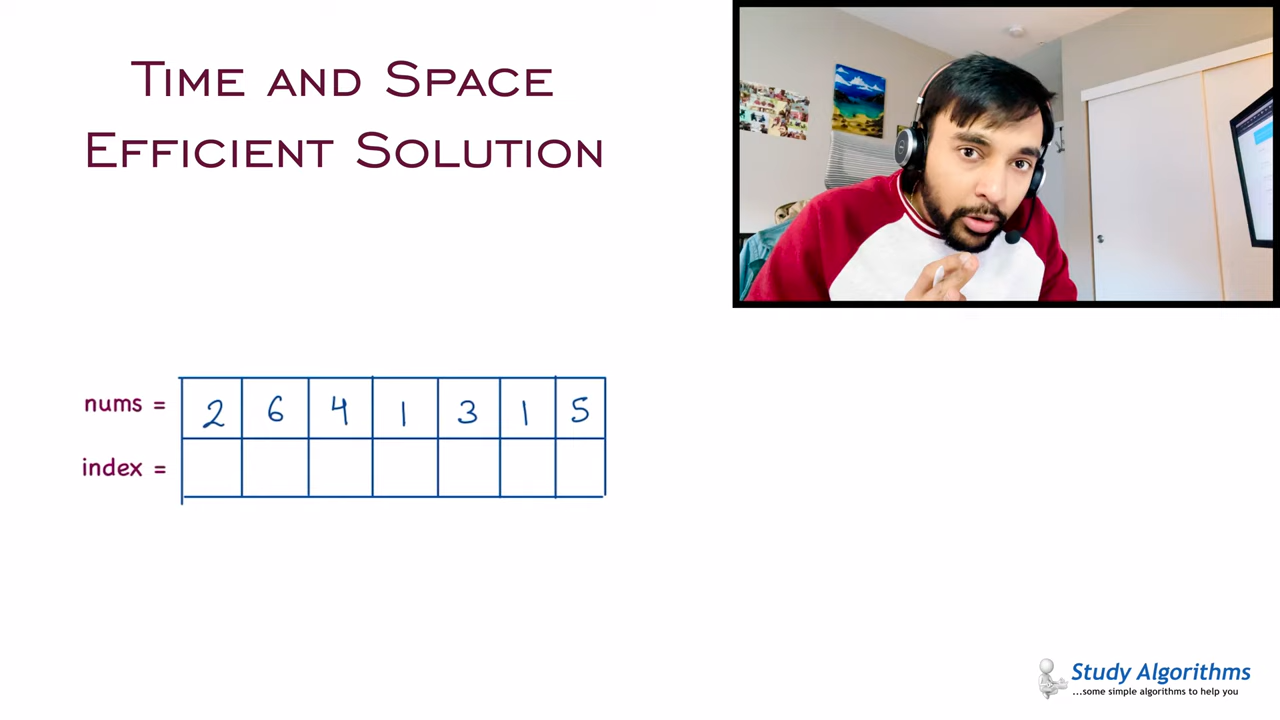 TIME AND SPACE
EFFICIENT SOLUTION
nums = 2 6 4 1 3 1 5
index =
Study Algorithms
...some simple algorithms to help you